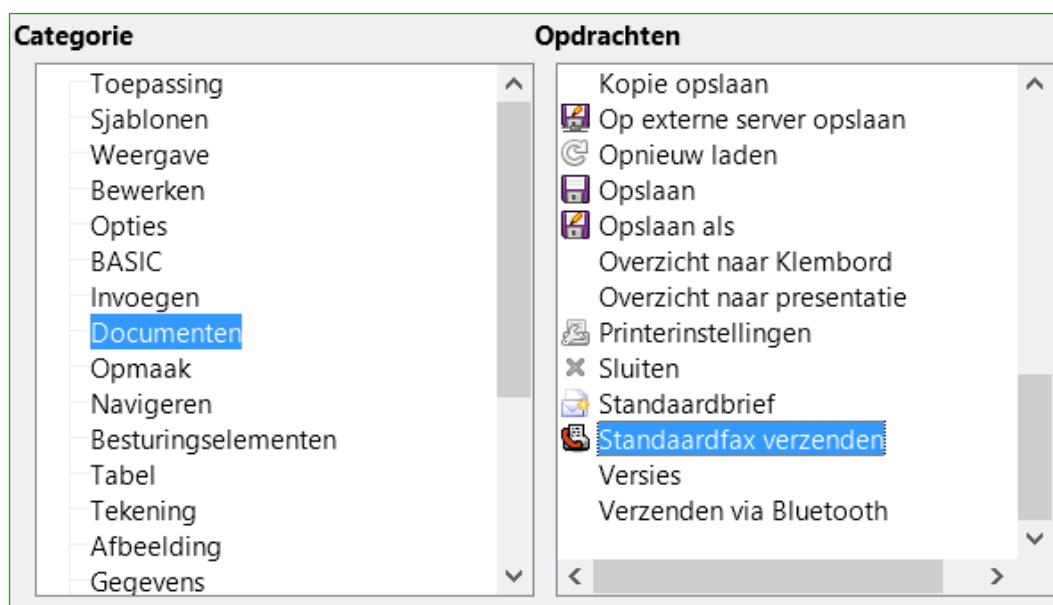 Categorie
Toepassing
Sjablonen
Weergave
Bewerken
Opties
BASIC
Invoegen
Documenten
Opmaak
Navigeren
Besturingselementen
Tabel
Tekening
Afbeelding
Gegevens
Opdrachten
Kopie opslaan
Op externe server opslaan
Opnieuw laden
Opslaan
Opslaan als
Overzicht naar Klembord
Overzicht naar presentatie
Printerinstellingen
Sluiten
Standaardbrief
Standaardfax verzenden
Versies
Verzenden via Bluetooth